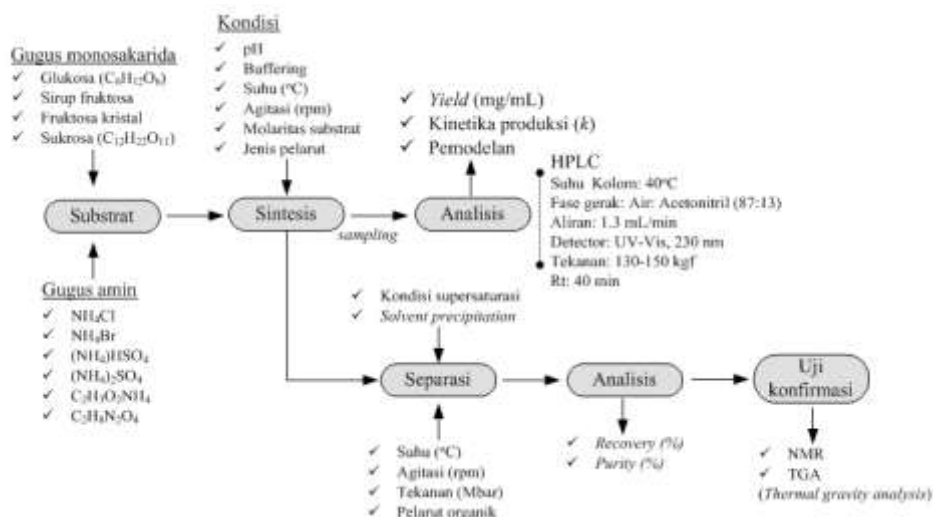 Kondisi
✓ pH
✓ Buffering
✓ Suhu (°C)
✓ Agitasi (rpm)
✓ Molaritas substrat
✓ Jenis pelarut
Gugus monosakarida
✓ Glukosa (C₆H₁₂O₆)
✓ Sirup fruktosa
✓ Fruktosa kristal
✓ Sukrosa (C₁₂H₂₂O₁₁)
✓ Yield (mg/mL)
✓ Kinetika produksi (k)
✓ Pemodelan
HPLC
Suhu Kolom: 40°C
Fase gerak: Air: Acetonitril (87:13)
Aliran: 1.3 mL/min
Detector: UV-Vis, 230 nm
Tekanan: 130-150 kgf
Rt: 40 min
Substrat
Sintesis
sampling
Analisis
Gugus amin
✓ NH₄Cl
✓ NH₄Br
✓ (NH₄)HSO₄
✓ (NH₄)₂SO₄
✓ C₂H₃O₂NH₄
✓ C₂H₈N₂O₄
✓ Kondisi supersaturasi
✓ Solvent precipitation
Separasi
Analisis
Uji
konfirmasi
✓ Suhu (°C)
✓ Agitasi (rpm)
✓ Tekanan (Mbar)
✓ Pelarut organik
✓ Recovery (%)
✓ Purity (%)
✓ NMR
✓ TGA
(Thermal gravity analysis)